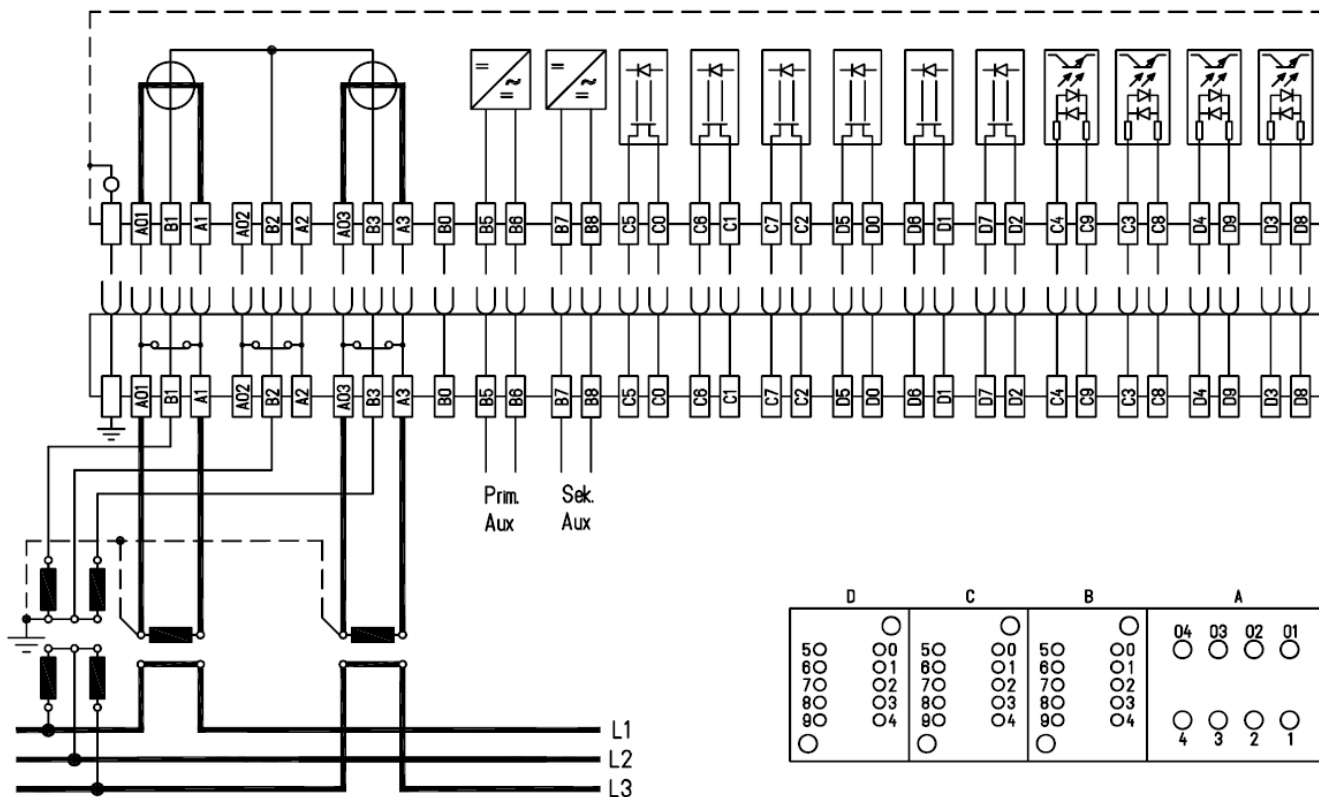 A01 B1 A1 A02 B2 A2 A03 B3 A3 B0 B5 B6 B7 B8 C5 C0 C6 C1 C7 C2 D5 D0 D6 D1 D7 D2 C4 C9 C3 C8 D4 D9 D3 D8
A01 B1 A1 A02 B2 A2 A03 B3 A3 B0 B5 B6 B7 B8 C5 C0 C6 C1 C7 C2 D5 D0 D6 D1 D7 D2 C4 C9 C3 C8 D4 D9 D3 D8
Prim. Sek.
Aux Aux
D C B A
04 03 02 01
5 0 5 0 5 0
6 1 6 1 6 1
7 2 7 2 7 2
8 3 8 3 8 3
9 4 9 4 9 4
4 3 2 1
L1
L2
L3